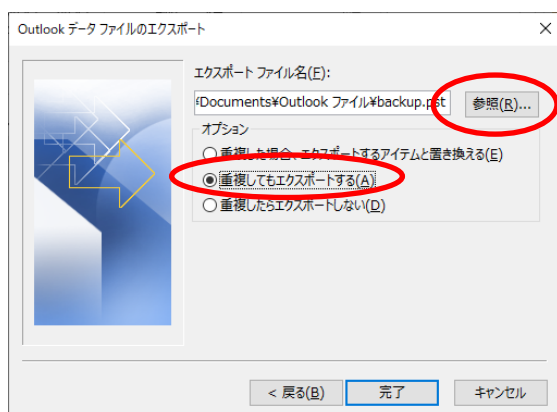 Outlook データ ファイルのエクスポート
エクスポート ファイル名(F):
Documents¥Outlook ファイル¥backup.pst
参照(R)...
オプション
重複した場合、エクスポートするアイテムと置き換える(E)
重複してもエクスポートする(A)
重複したらエクスポートしない(D)
< 戻る(B)
完了
キャンセル